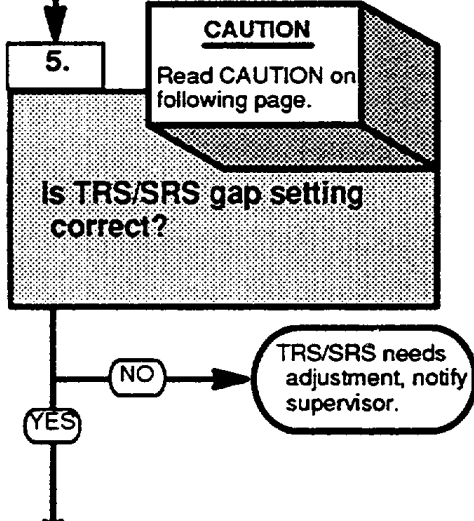 CAUTION
Read CAUTION on
following page.
5.
Is TRS/SRS gap setting
correct?
NO
TRS/SRS needs
adjustment, notify
supervisor.
YES